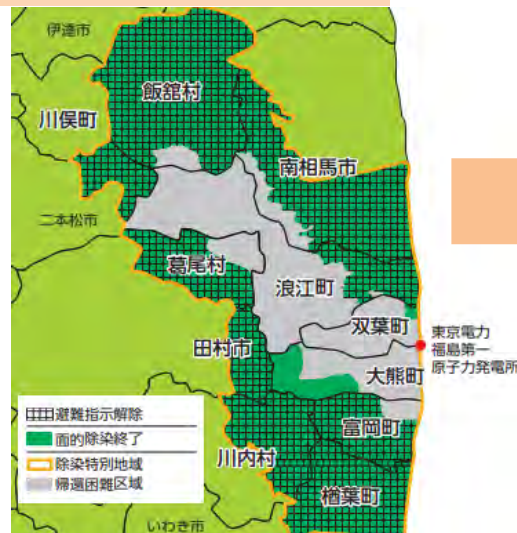 伊達市
飯舘村
川俣町
南相馬市
二本松市
葛尾村
浪江町
双葉町
田村市
東京電力
福島第一
原子力発電所
大熊町
避難指示解除
面的除染終了
除染特別地域
帰還困難区域
富岡町
川内村
楢葉町
いわき市